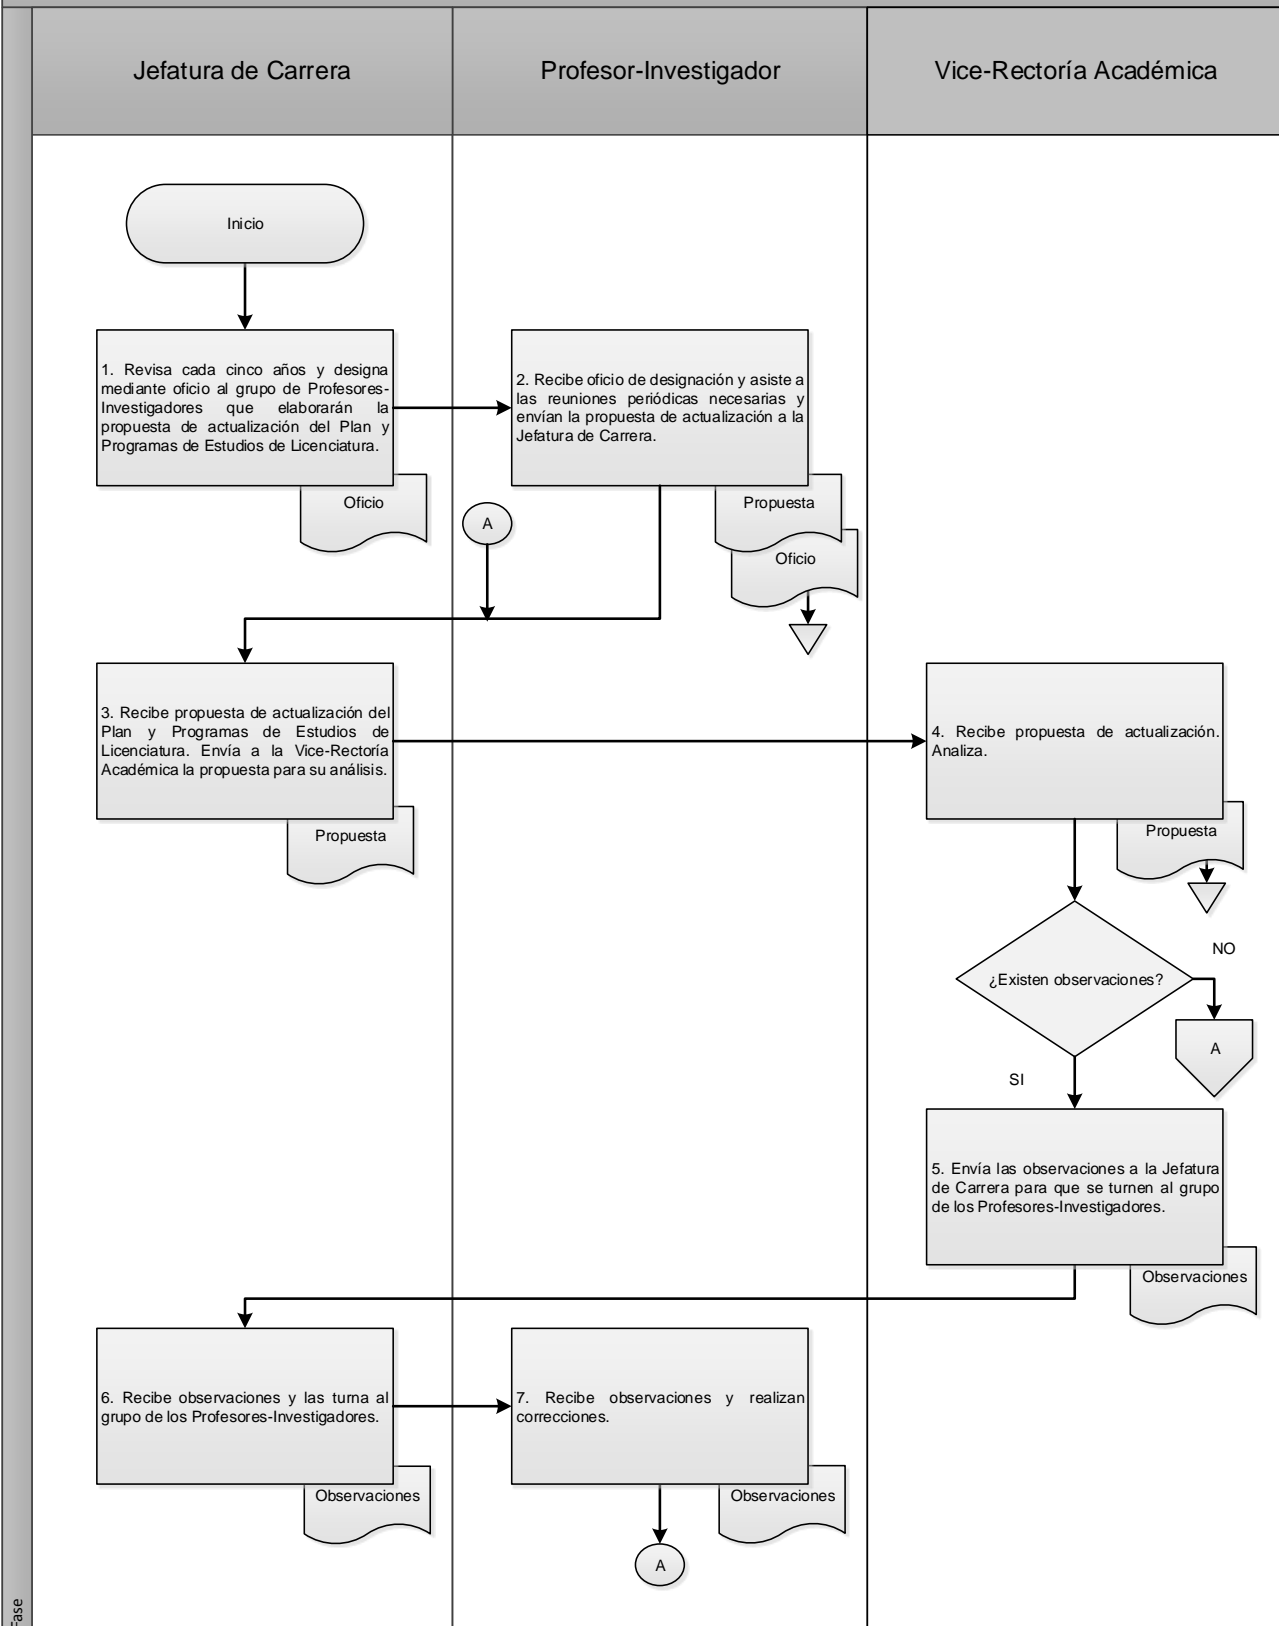 Jefatura de Carrera
Profesor-Investigador
Vice-Rectoría Académica
Inicio
1. Revisa cada cinco años y designa
mediante oficio al grupo de Profesores-
Investigadores que elaborarán la
propuesta de actualización del Plan y
Programas de Estudios de Licenciatura.
Oficio
2. Recibe oficio de designación y asiste a
las reuniones periódicas necesarias y
envían la propuesta de actualización a la
Jefatura de Carrera.
Propuesta
Oficio
A
3. Recibe propuesta de actualización del
Plan y Programas de Estudios de
Licenciatura. Envía a la Vice-Rectoría
Académica la propuesta para su análisis.
Propuesta
4. Recibe propuesta de actualización.
Analiza.
Propuesta
¿Existen observaciones?
NO
A
SI
5. Envía las observaciones a la Jefatura
de Carrera para que se turnen al grupo
de los Profesores-Investigadores.
Observaciones
6. Recibe observaciones y las turna al
grupo de los Profesores-Investigadores.
Observaciones
7. Recibe observaciones y realizan
correcciones.
Observaciones
A
Fase